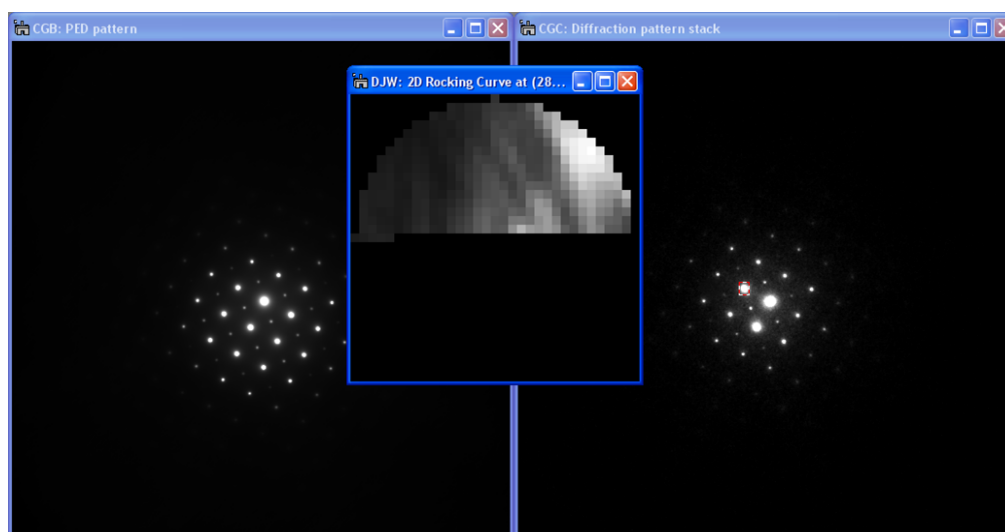 CGB: PED pattern
CGC: Diffraction pattern stack
DJW: 2D Rocking Curve at (28...